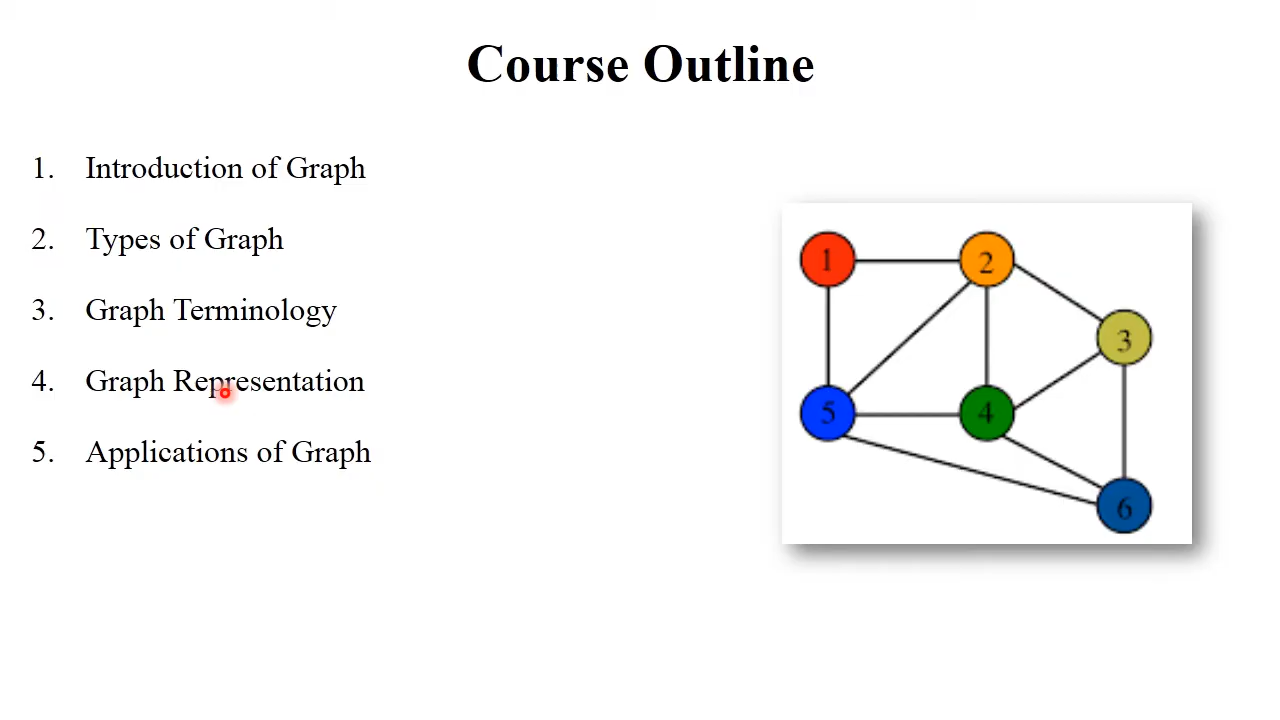 Course Outline
1. Introduction of Graph
2. Types of Graph
3. Graph Terminology
4. Graph Representation
5. Applications of Graph
1
2
3
5
4
6